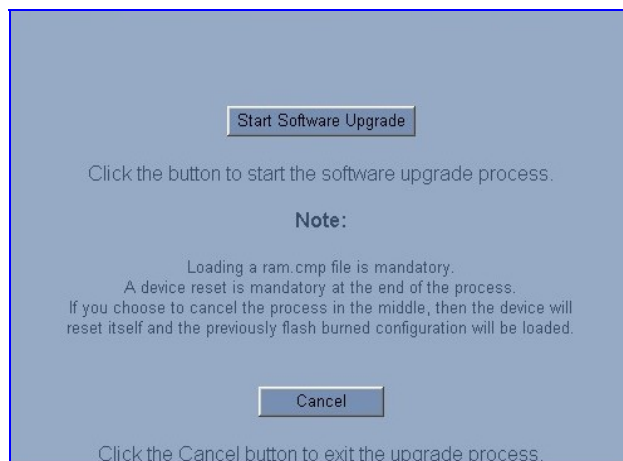 Start Software Upgrade
Click the button to start the software upgrade process.
Note:
Loading a ram.cmp file is mandatory.
A device reset is mandatory at the end of the process.
If you choose to cancel the process in the middle, then the device will
reset itself and the previously flash burned configuration will be loaded.
Cancel
Click the Cancel button to exit the upgrade process.